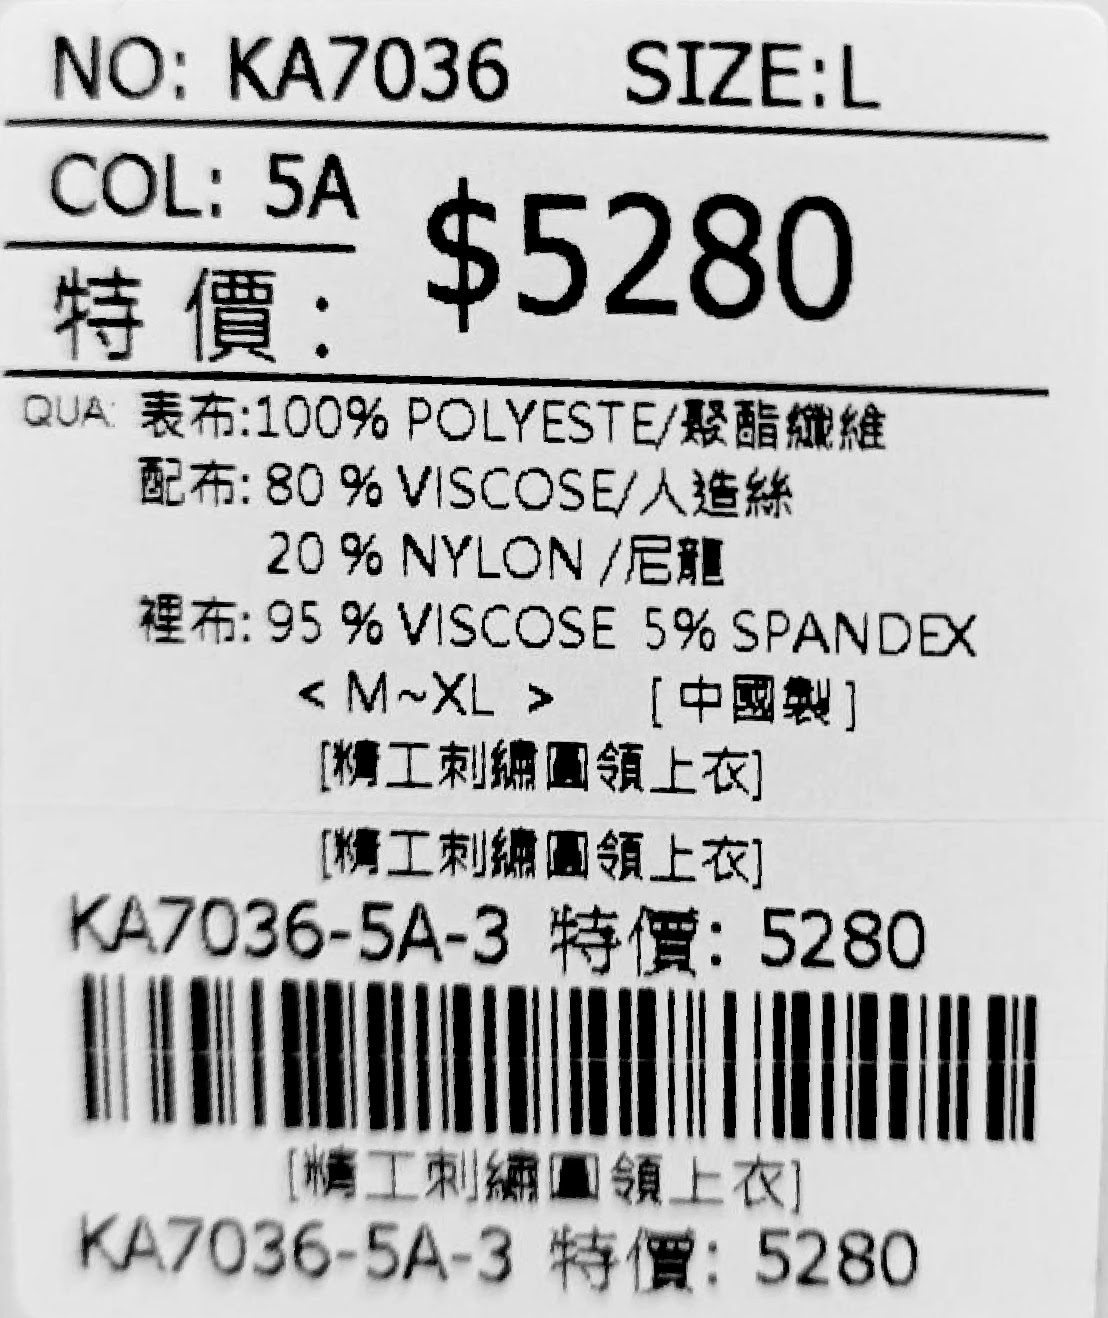 NO: KA7036 SIZE:L
COL: 5A
$5280
特價:
QUA: 表布:100% POLYESTE/聚酯纖維
配布: 80 % VISCOSE/人造絲
20 % NYLON /尼龍
裡布: 95 % VISCOSE 5% SPANDEX
< M~XL > [ 中國製 ]
[精工刺繡圓領上衣]
[精工刺繡圓領上衣]
KA7036-5A-3 特價: 5280
[精工刺繡圓領上衣]
KA7036-5A-3 特價: 5280